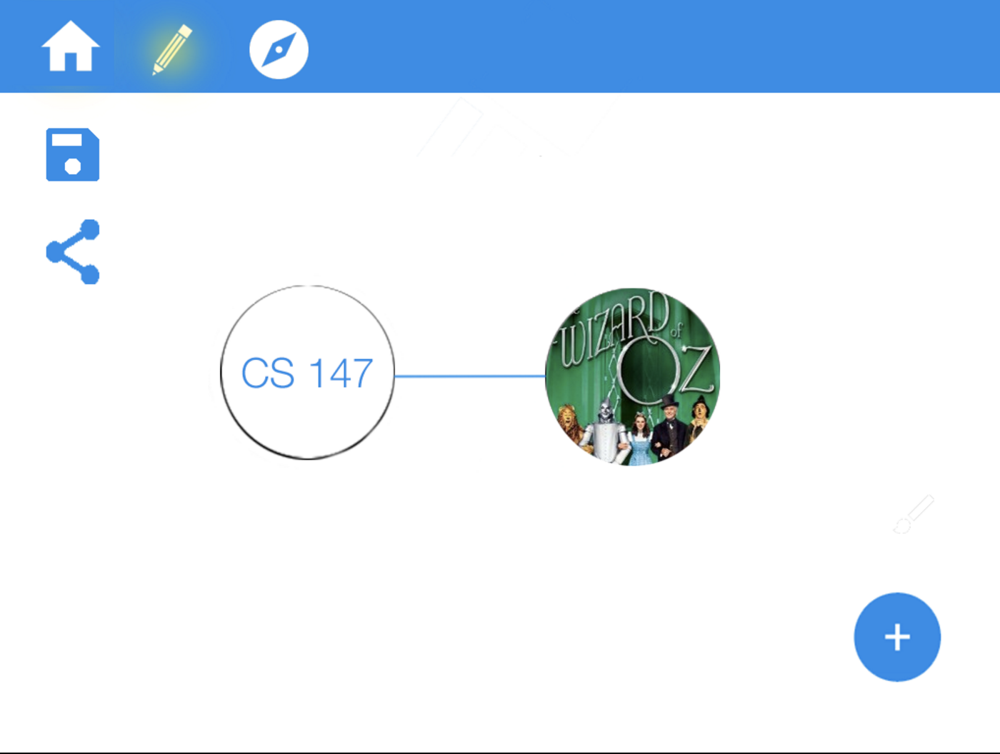 CS 147
WIZARD of
OZ
+